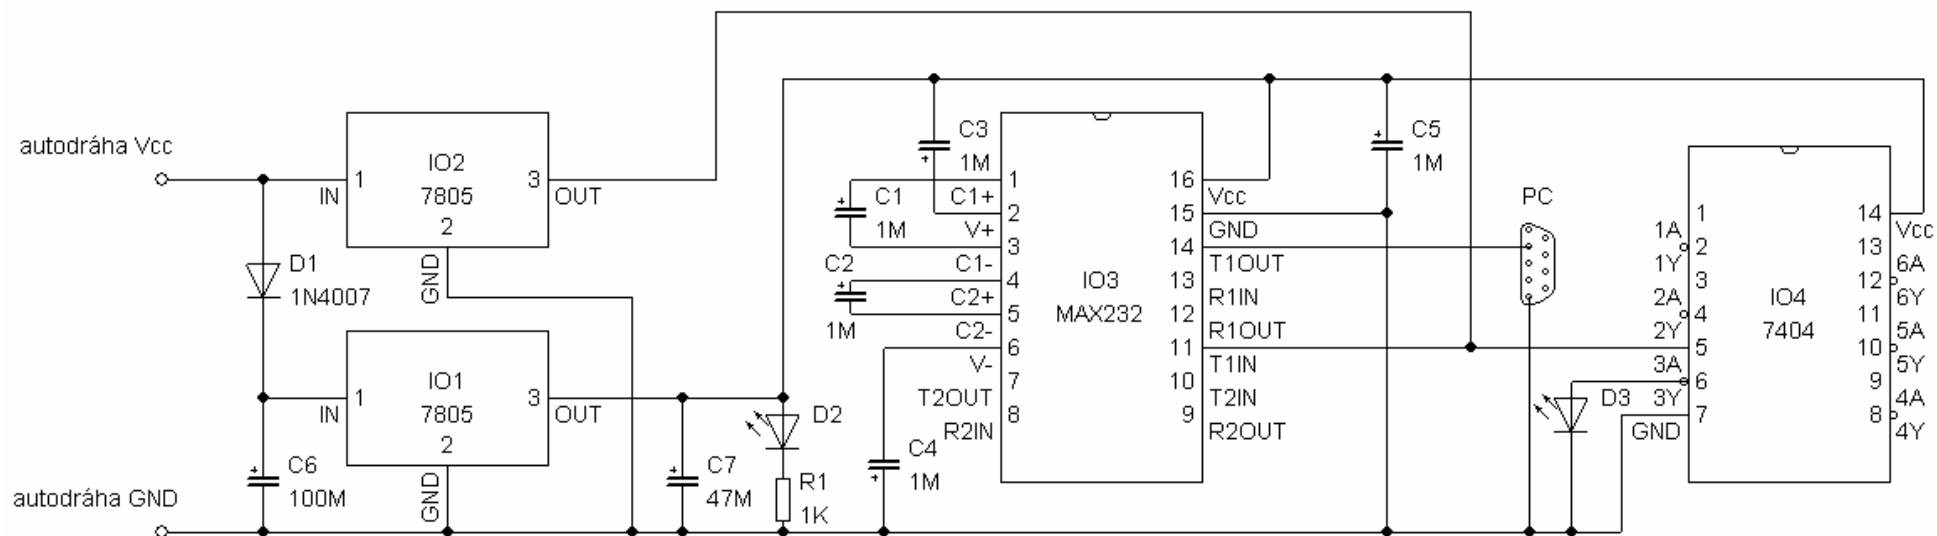 autodráha Vcc
IN
1
IO2
7805
2
3
OUT
GND
D1
1N4007
IN
1
IO1
7805
2
3
OUT
GND
C6
100M
autodráha GND
C7
47M
D2
R1
1K
C3
1M
C1
1M
C2
1M
C4
1M
1
C1+
2
V+
3
C1-
4
C2+
5
C2-
6
V-
7
T2OUT
8
R2IN
IO3
MAX232
16
Vcc
15
GND
14
T1OUT
13
R1IN
12
R1OUT
11
T1IN
10
T2IN
9
R2OUT
C5
1M
PC
D3
1
1A
2
1Y
3
2A
4
2Y
5
3A
6
3Y
7
GND
IO4
7404
14
Vcc
13
6A
12
6Y
11
5A
10
5Y
9
4A
8
4Y